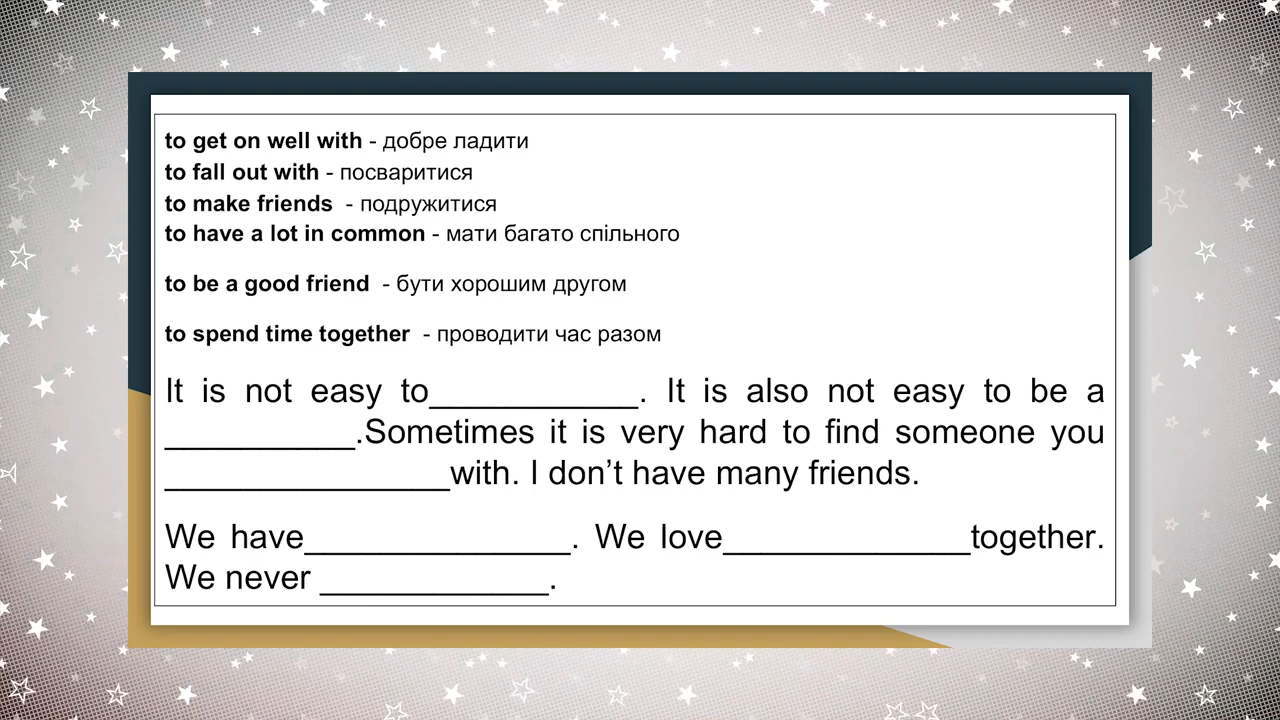 to get on well with - добре ладити
to fall out with - посваритися
to make friends - подружитися
to have a lot in common - мати багато спільного
to be a good friend - бути хорошим другом
to spend time together - проводити час разом
It is not easy to___________. It is also not easy to be a
__________.Sometimes it is very hard to find someone you
_______________with. I don’t have many friends.
We have______________. We love_____________together.
We never ____________.